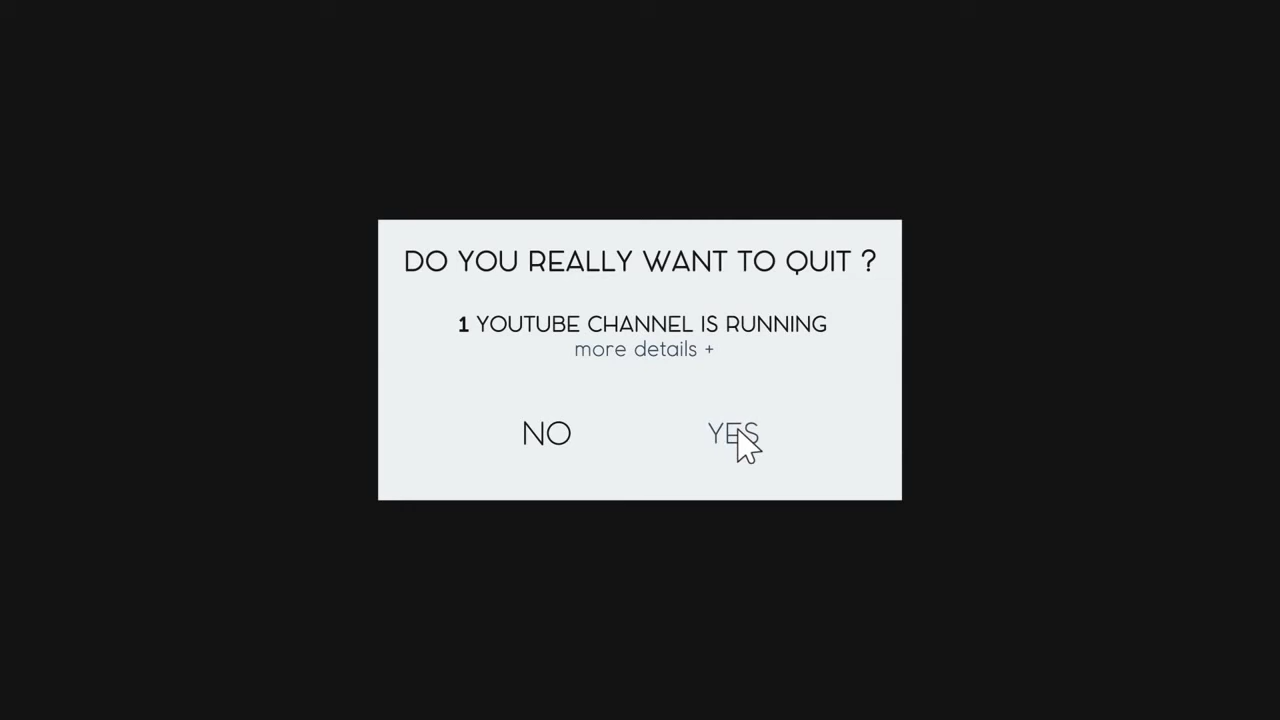 DO YOU REALLY WANT TO QUIT ?
1 YOUTUBE CHANNEL IS RUNNING
more details +
NO YES